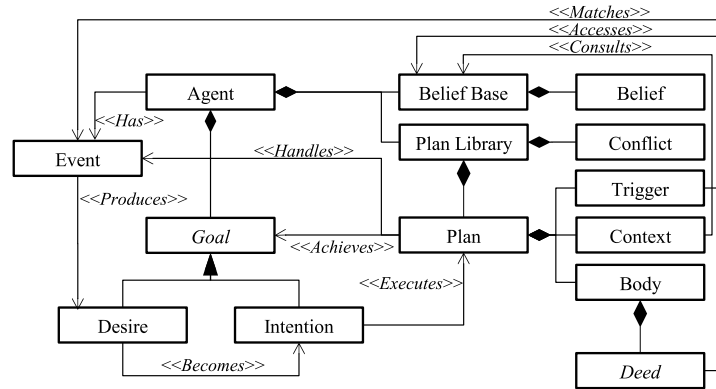 <<Matches>>
<<Accesses>>
<<Consults>>
Agent
Belief Base
Belief
<<Has>>
Plan Library
Conflict
Event
<<Handles>>
Trigger
<<Produces>>
Goal
<<Achieves>>
Plan
Context
<<Executes>>
Body
Desire
Intention
<<Becomes>>
Deed